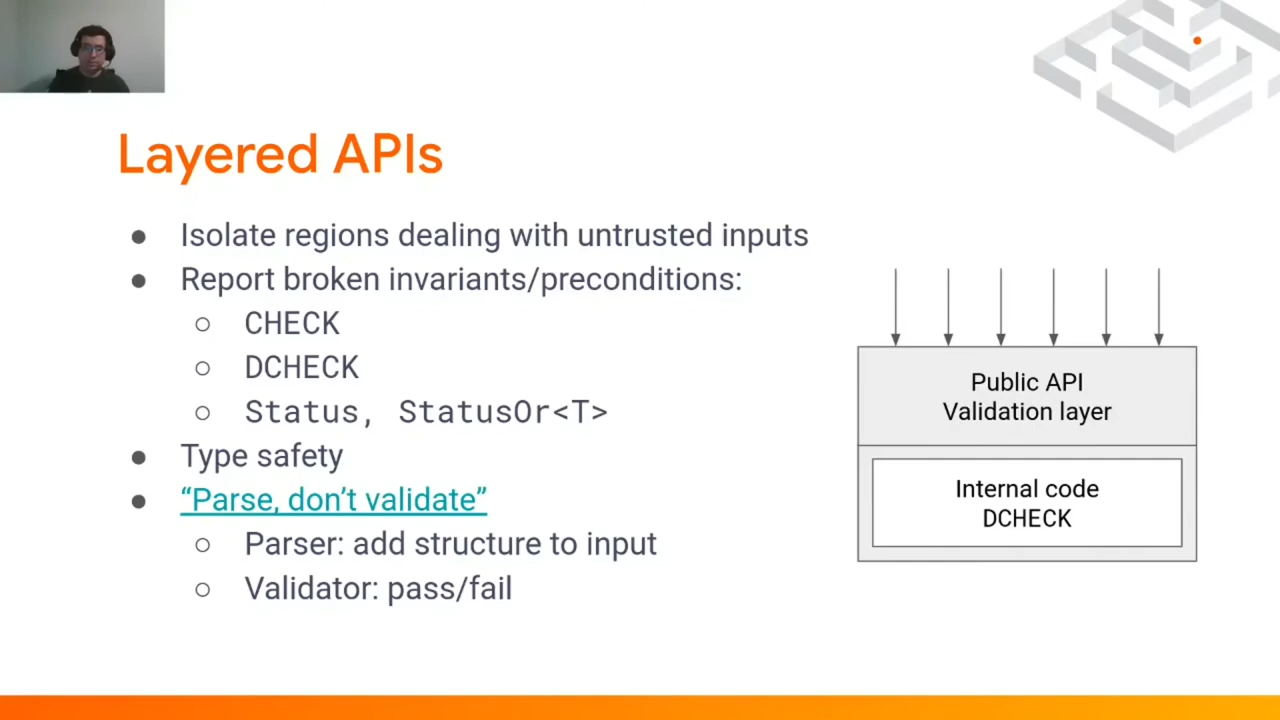 Layered APIs
● Isolate regions dealing with untrusted inputs
● Report broken invariants/preconditions:
○ CHECK
○ DCHECK
○ Status, StatusOr<T>
● Type safety
● “Parse, don’t validate”
○ Parser: add structure to input
○ Validator: pass/fail
Public API
Validation layer
Internal code
DCHECK